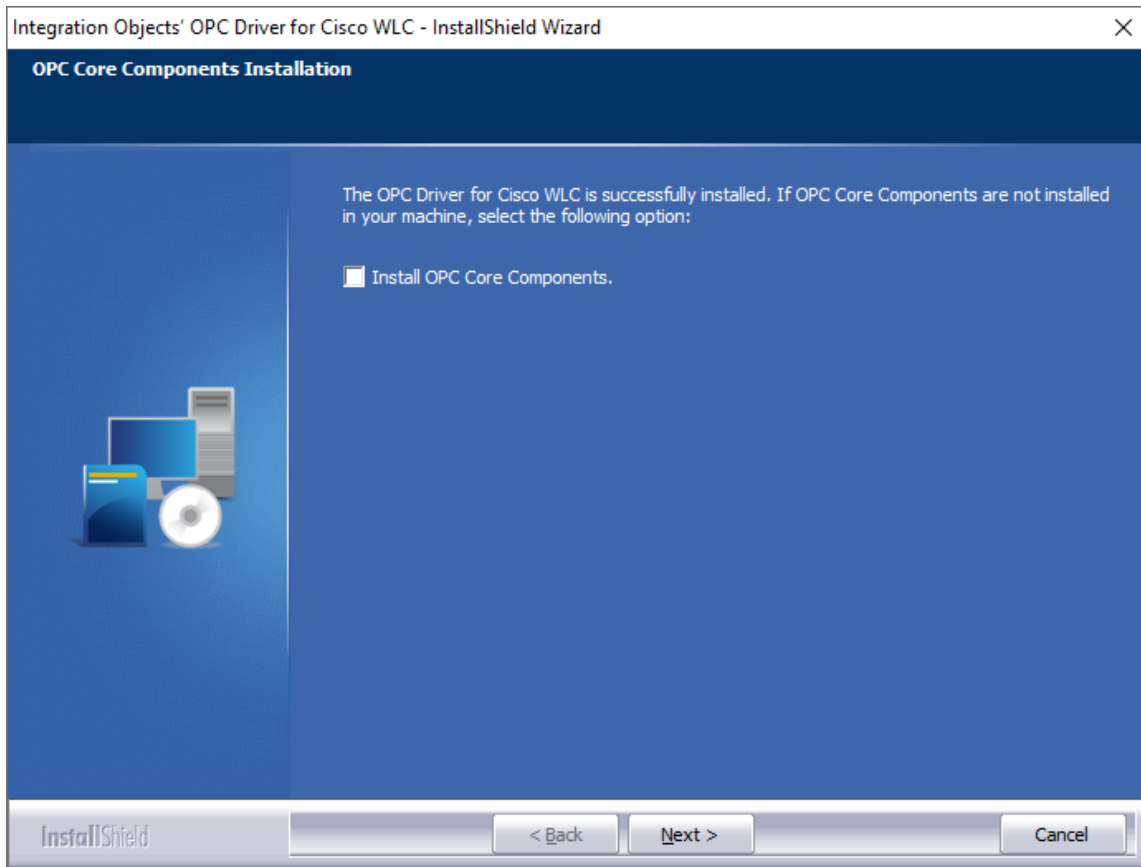 Integration Objects' OPC Driver for Cisco WLC - InstallShield Wizard
OPC Core Components Installation
The OPC Driver for Cisco WLC is successfully installed. If OPC Core Components are not installed
in your machine, select the following option:
Install OPC Core Components.
InstallShield
< Back
Next >
Cancel